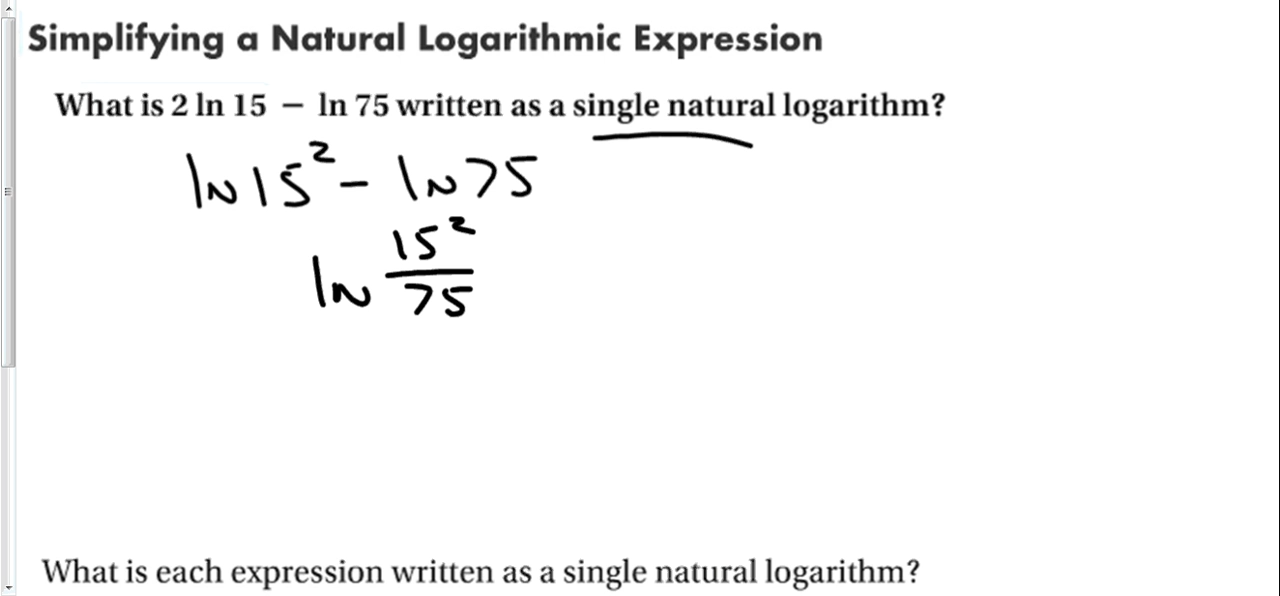 Simplifying a Natural Logarithmic Expression
What is 2 ln 15 − ln 75 written as a single natural logarithm?
ln 15² − ln 75
ln 15²/75
What is each expression written as a single natural logarithm?